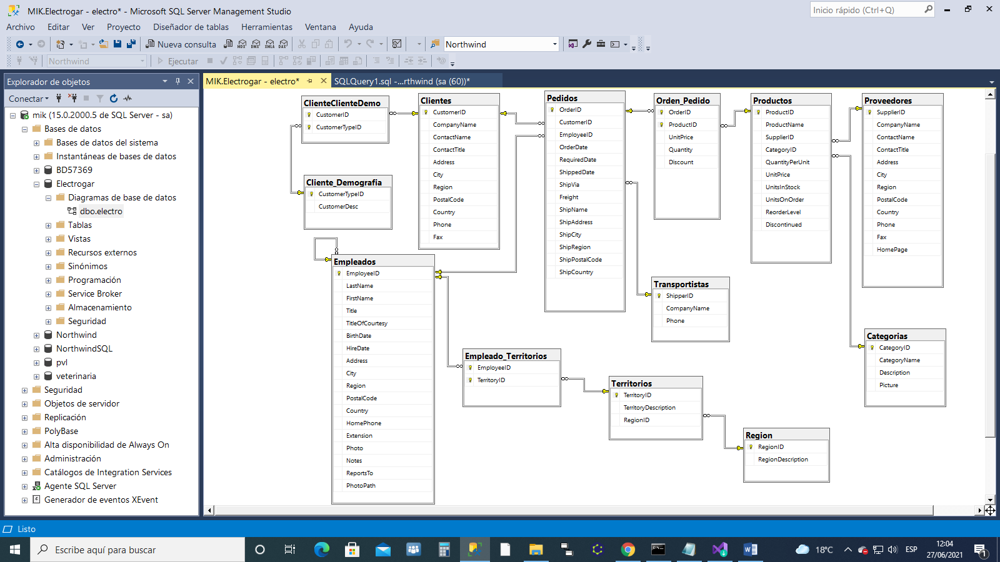 MIK.Electrogar - electro* - Microsoft SQL Server Management Studio
Inicio rápido (Ctrl+Q)
Archivo Editar Ver Proyecto Diseñador de tablas Herramientas Ventana Ayuda
Nueva consulta
MDX DMX XMLA DAX
Northwind
Northwind
Ejecutar
Explorador de objetos
Conectar
mik (15.0.2000.5 de SQL Server - sa)
Bases de datos
Bases de datos del sistema
Instantáneas de bases de datos
BD57369
Electrogar
Diagramas de base de datos
dbo.electro
Tablas
Vistas
Recursos externos
Sinónimos
Programación
Service Broker
Almacenamiento
Seguridad
Northwind
NorthwindSQL
pvl
veterinaria
Seguridad
Objetos de servidor
Replicación
PolyBase
Alta disponibilidad de Always On
Administración
Catálogos de Integration Services
Agente SQL Server
Generador de eventos XEvent
MIK.Electrogar - electro*
SQLQuery1.sql -...rthwind (sa (60))*
ClienteClienteDemo
CustomerID
CustomerTypeID
Cliente_Demografia
CustomerTypeID
CustomerDesc
Clientes
CustomerID
CompanyName
ContactName
ContactTitle
Address
City
Region
PostalCode
Country
Phone
Fax
Pedidos
OrderID
CustomerID
EmployeeID
OrderDate
RequiredDate
ShippedDate
ShipVia
Freight
ShipName
ShipAddress
ShipCity
ShipRegion
ShipPostalCode
ShipCountry
Orden_Pedido
OrderID
ProductID
UnitPrice
Quantity
Discount
Productos
ProductID
ProductName
SupplierID
CategoryID
QuantityPerUnit
UnitPrice
UnitsInStock
UnitsOnOrder
ReorderLevel
Discontinued
Proveedores
SupplierID
CompanyName
ContactName
ContactTitle
Address
City
Region
PostalCode
Country
Phone
Fax
HomePage
Empleados
EmployeeID
LastName
FirstName
Title
TitleOfCourtesy
BirthDate
HireDate
Address
City
Region
PostalCode
Country
HomePhone
Extension
Photo
Notes
ReportsTo
PhotoPath
Transportistas
ShipperID
CompanyName
Phone
Categorias
CategoryID
CategoryName
Description
Picture
Empleado_Territorios
EmployeeID
TerritoryID
Territorios
TerritoryID
TerritoryDescription
RegionID
Region
RegionID
RegionDescription
Listo
Escribe aquí para buscar
18°C
ESP
12:04
27/06/2021
1